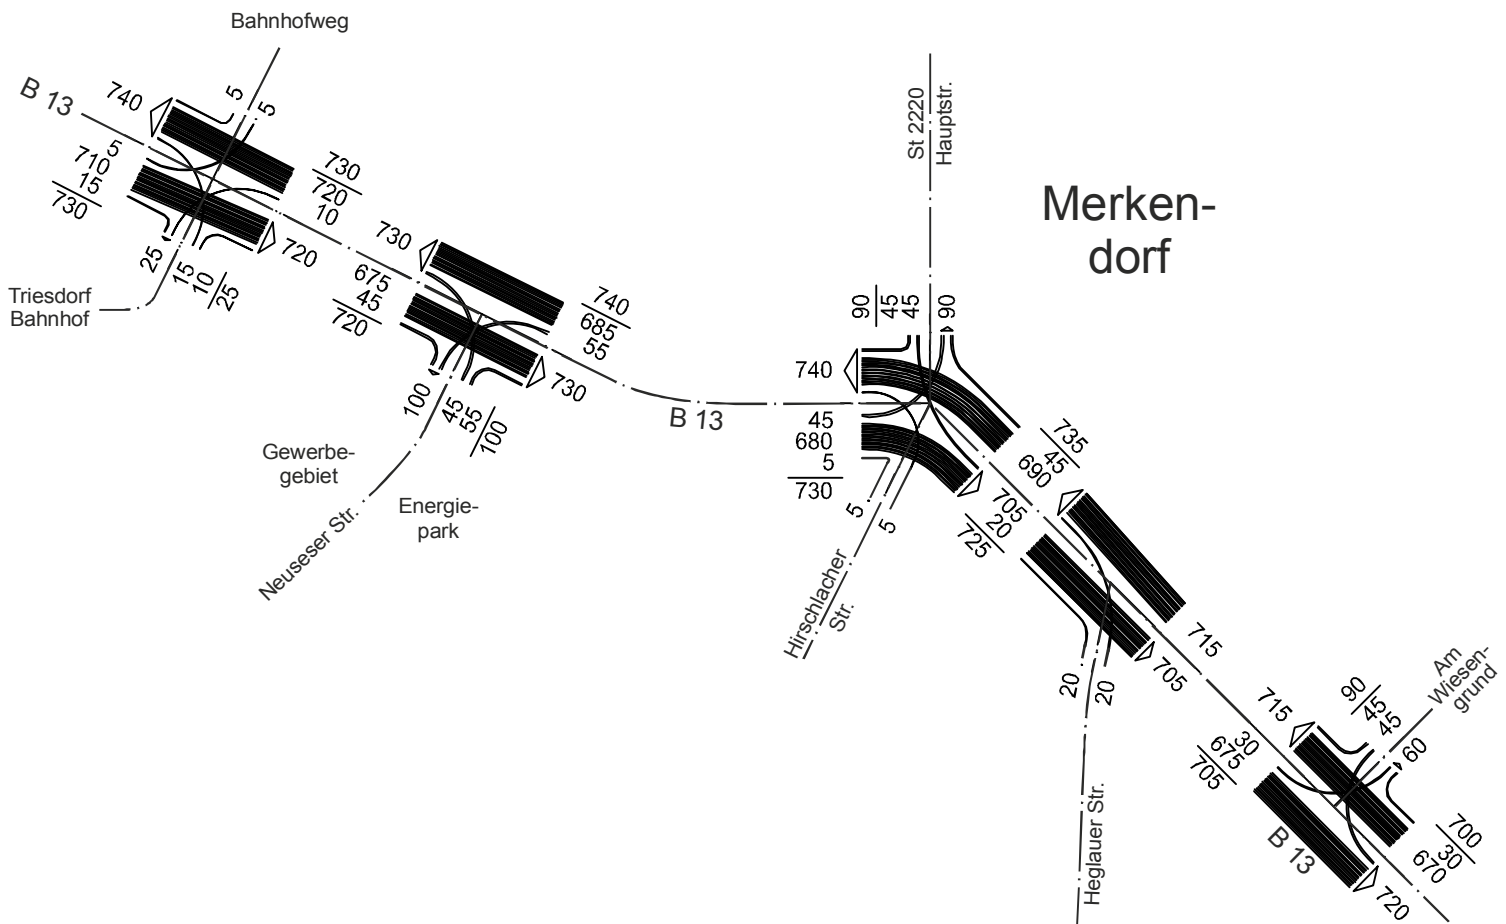 Bahnhofweg
B 13
740
5
5
5
710
15
730
730
720
10
720
25
15
10
25
Triesdorf
Bahnhof
730
675
45
720
740
685
55
730
100
45
55
100
Gewerbe-
gebiet
Energie-
park
Neuseser Str.
B 13
St 2220
Hauptstr.
Merken-
dorf
90
45
45
90
740
45
680
5
730
5
5
Hirschlacher
Str.
735
45
690
705
20
725
715
705
20
20
Heglauer Str.
Am
Wiesen-
grund
90
45
45
60
715
30
675
705
B 13
700
30
670
720